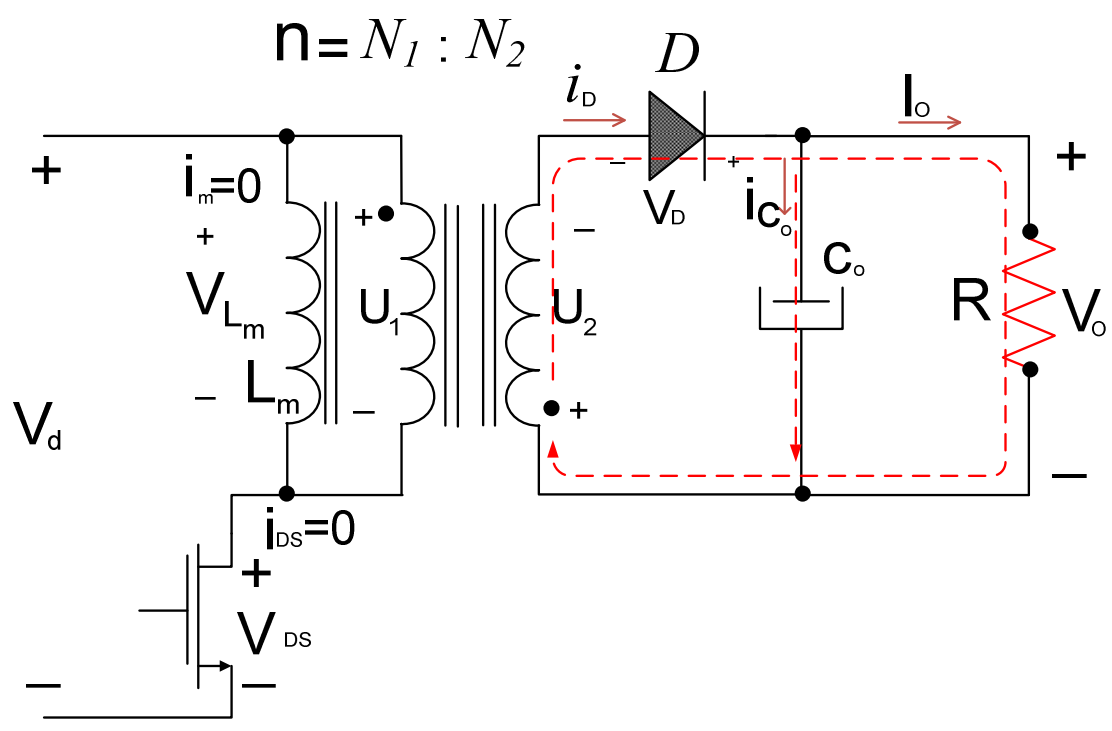 n = N1 : N2
D
iD
IO
+
+
im=0
+
- +
VD
iCo
+
-
VLm
U1
U2
Co
R
VO
Lm
-
-
+
Vd
-
iDS=0
+
VDS
-
-